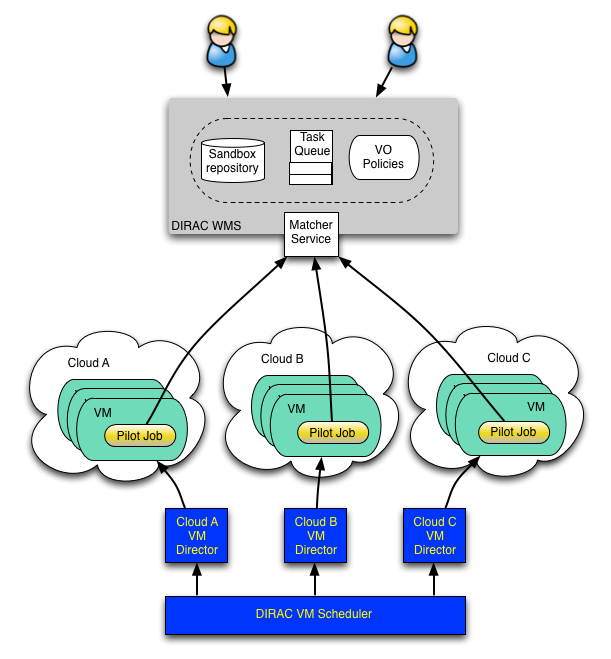 Sandbox
repository
Task
Queue
VO
Policies
DIRAC WMS
Matcher
Service
Cloud A
VM
Pilot Job
Cloud B
VM
Pilot Job
Cloud C
VM
Pilot Job
Cloud A
VM
Director
Cloud B
VM
Director
Cloud C
VM
Director
DIRAC VM Scheduler